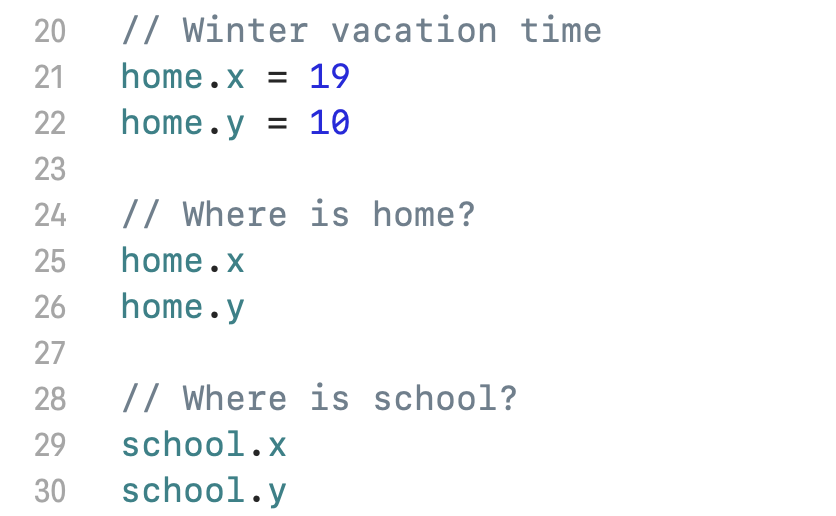 20 // Winter vacation time
21 home.x = 19
22 home.y = 10
23
24 // Where is home?
25 home.x
26 home.y
27
28 // Where is school?
29 school.x
30 school.y